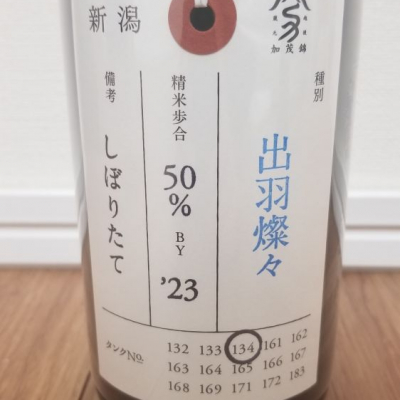 新潟
加茂錦
種別
出羽燦々
精米歩合
50%
BY
'23
備考
しぼりたて
タンクNo.
132 133 134 161 162
163 164 165 166 167
168 169 171 172 183